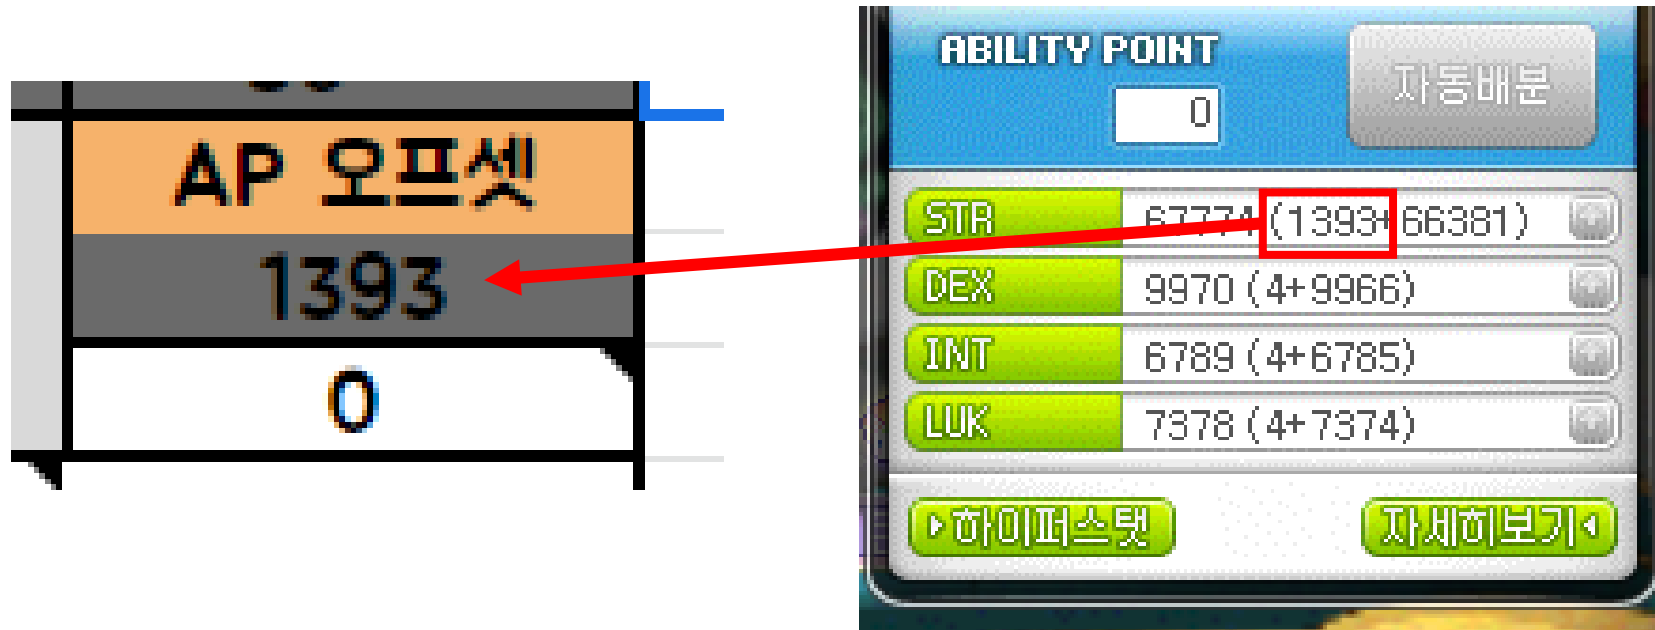 AP 오프셋
1393
0
ABILITY POINT
0
자동배분
STR 67774 (1393+66381)
DEX 9970 (4+9966)
INT 6789 (4+6785)
LUK 7378 (4+7374)
하이퍼스탯
자세히보기